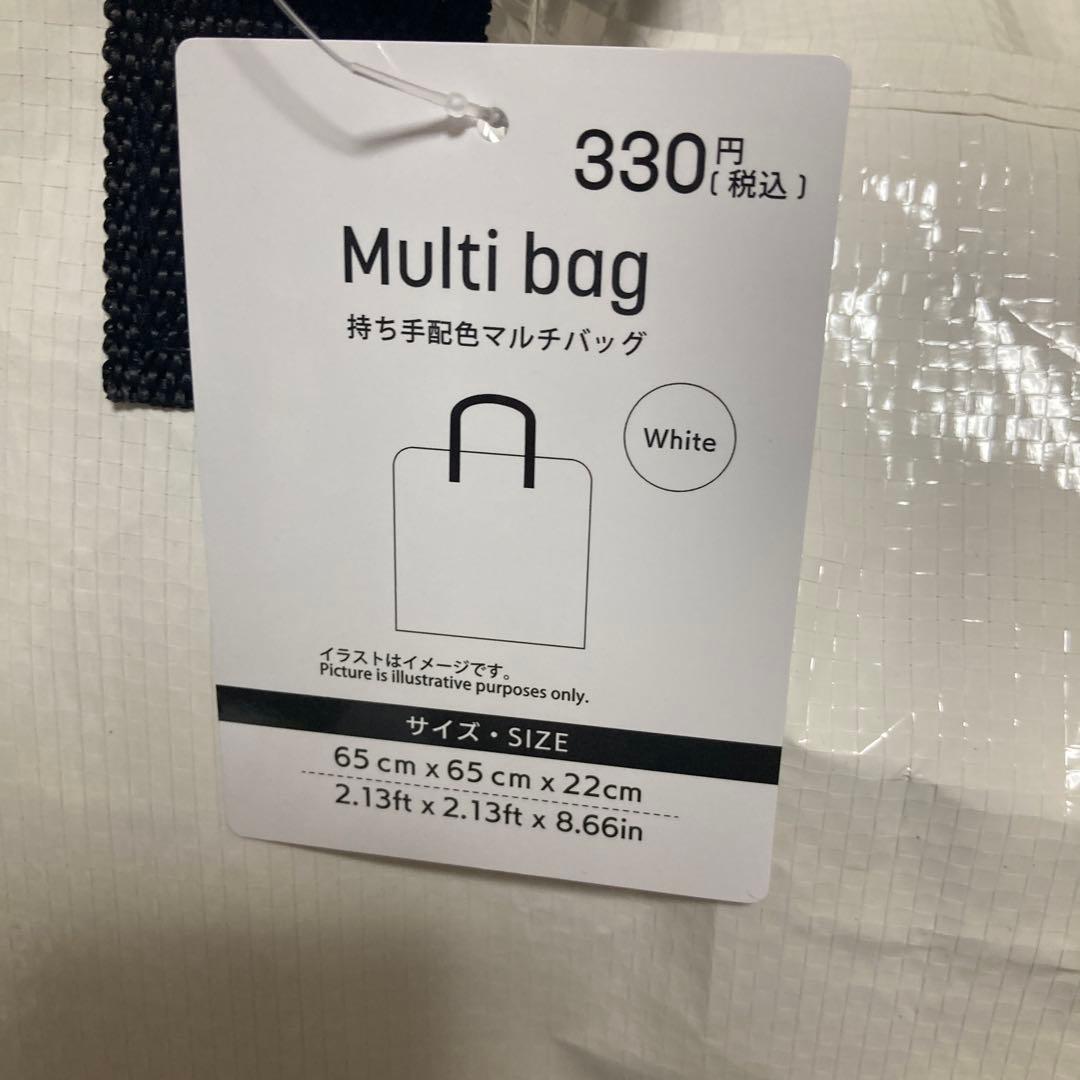 330円(税込)
Multi bag
持ち手配色マルチバッグ
White
イラストはイメージです。
Picture is illustrative purposes only.
サイズ・SIZE
65 cm x 65 cm x 22cm
2.13ft x 2.13ft x 8.66in